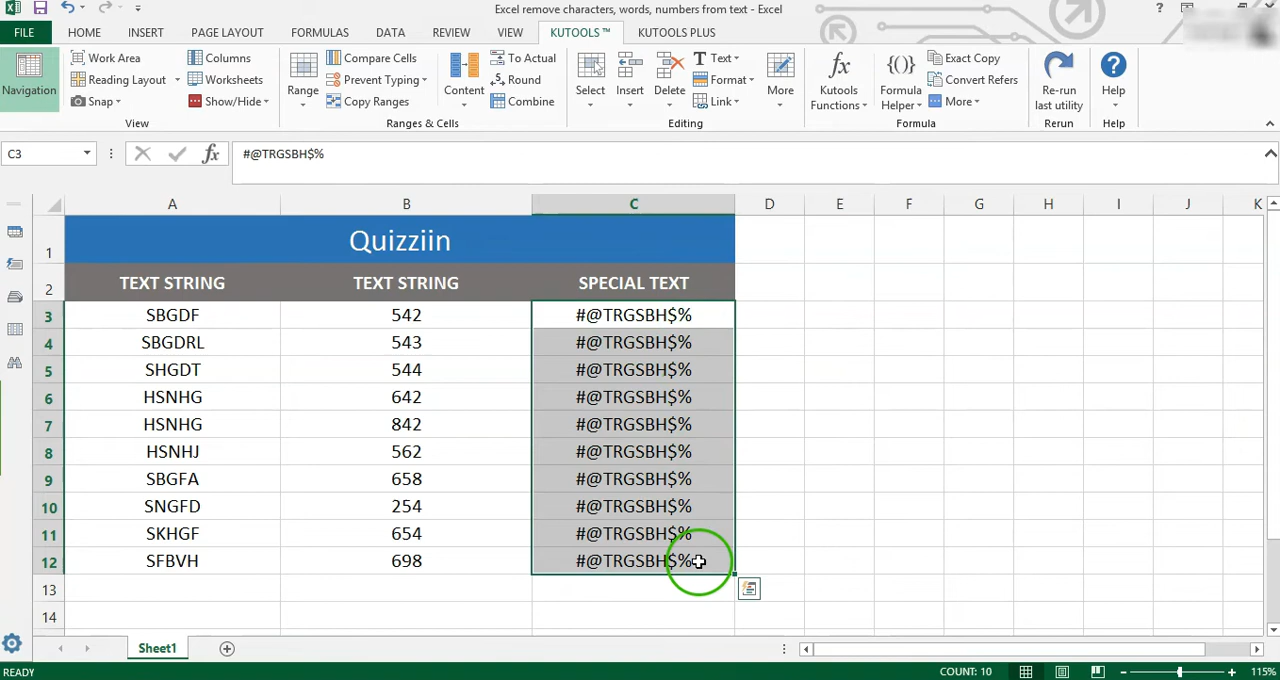 Excel remove characters, words, numbers from text - Excel
FILE HOME INSERT PAGE LAYOUT FORMULAS DATA REVIEW VIEW KUTOOLS ™ KUTOOLS PLUS
Navigation
Work Area
Reading Layout
Snap
Columns
Worksheets
Show/Hide
View
Range
Compare Cells
Prevent Typing
Copy Ranges
Content
To Actual
Round
Combine
Ranges & Cells
Select
Insert
Delete
Text
Format
Link
More
Editing
Kutools
Functions
Formula
Helper
Exact Copy
Convert Refers
More
Formula
Re-run
last utility
Rerun
Help
Help
C3 fx #@TRGSBH$%
A B C D E F G H I J K
1 Quizziin
2 TEXT STRING TEXT STRING SPECIAL TEXT
3 SBGDF 542 #@TRGSBH$%
4 SBGDRL 543 #@TRGSBH$%
5 SHGDT 544 #@TRGSBH$%
6 HSNHG 642 #@TRGSBH$%
7 HSNHG 842 #@TRGSBH$%
8 HSNHJ 562 #@TRGSBH$%
9 SBGFA 658 #@TRGSBH$%
10 SNGFD 254 #@TRGSBH$%
11 SKHGF 654 #@TRGSBH$%
12 SFBVH 698 #@TRGSBH$%
13
14
Sheet1
READY COUNT: 10 115%